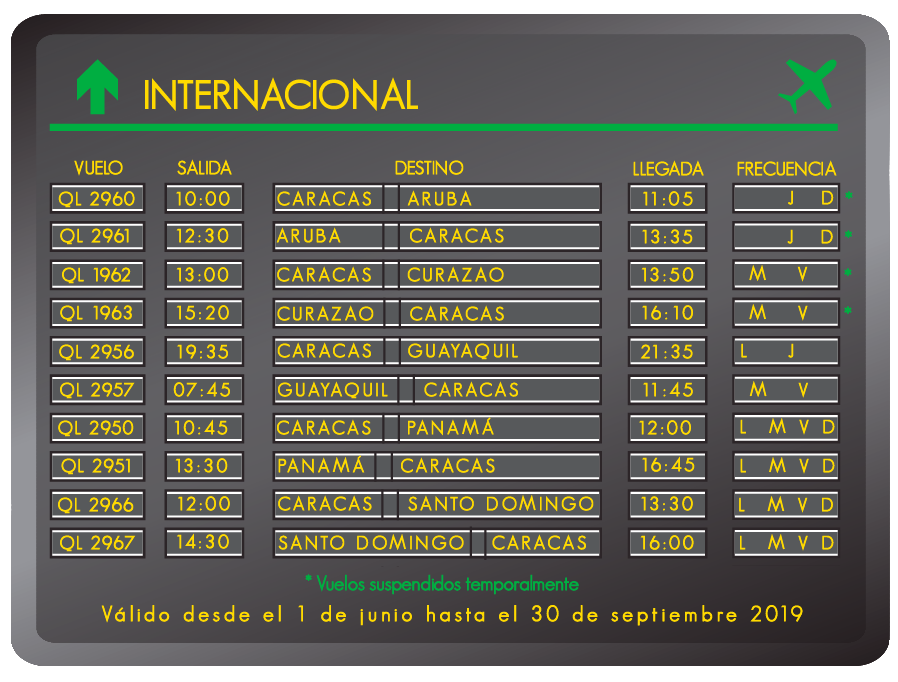 INTERNACIONAL
VUELO SALIDA DESTINO LLEGADA FRECUENCIA
QL 2960 10:00 CARACAS ARUBA 11:05 J D *
QL 2961 12:30 ARUBA CARACAS 13:35 J D *
QL 1962 13:00 CARACAS CURAZAO 13:50 M V *
QL 1963 15:20 CURAZAO CARACAS 16:10 M V *
QL 2956 19:35 CARACAS GUAYAQUIL 21:35 L J
QL 2957 07:45 GUAYAQUIL CARACAS 11:45 M V
QL 2950 10:45 CARACAS PANAMÁ 12:00 L M V D
QL 2951 13:30 PANAMÁ CARACAS 16:45 L M V D
QL 2966 12:00 CARACAS SANTO DOMINGO 13:30 L M V D
QL 2967 14:30 SANTO DOMINGO CARACAS 16:00 L M V D
* Vuelos suspendidos temporalmente
Válido desde el 1 de junio hasta el 30 de septiembre 2019